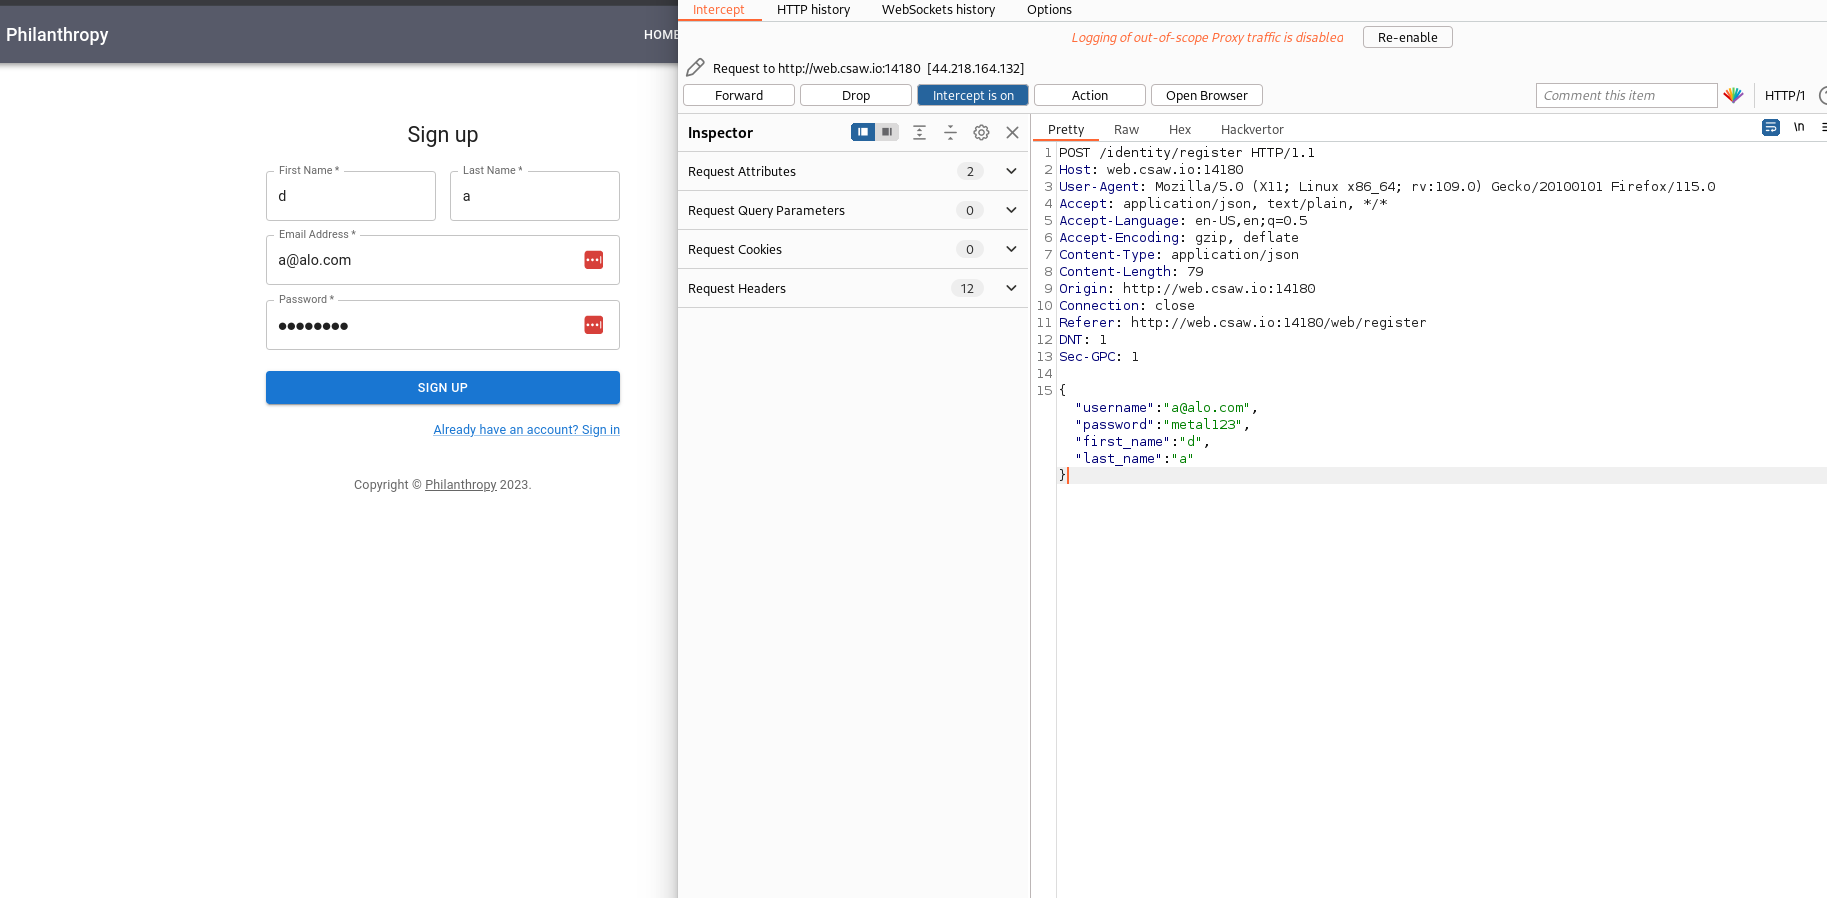 Philanthropy
HOME
Sign up
First Name *
d
Last Name *
a
Email Address *
a@alo.com
Password *
●●●●●●●●
SIGN UP
Already have an account? Sign in
Copyright © Philanthropy 2023.
Intercept HTTP history WebSockets history Options
Logging of out-of-scope Proxy traffic is disabled Re-enable
Request to http://web.csaw.io:14180 [44.218.164.132]
Forward Drop Intercept is on Action Open Browser Comment this item HTTP/1
Inspector
Request Attributes 2
Request Query Parameters 0
Request Cookies 0
Request Headers 12
Pretty Raw Hex Hackvertor \n
1 POST /identity/register HTTP/1.1
2 Host: web.csaw.io:14180
3 User-Agent: Mozilla/5.0 (X11; Linux x86_64; rv:109.0) Gecko/20100101 Firefox/115.0
4 Accept: application/json, text/plain, */*
5 Accept-Language: en-US,en;q=0.5
6 Accept-Encoding: gzip, deflate
7 Content-Type: application/json
8 Content-Length: 79
9 Origin: http://web.csaw.io:14180
10 Connection: close
11 Referer: http://web.csaw.io:14180/web/register
12 DNT: 1
13 Sec-GPC: 1
14
15 {
"username":"a@alo.com",
"password":"metal123",
"first_name":"d",
"last_name":"a"
}